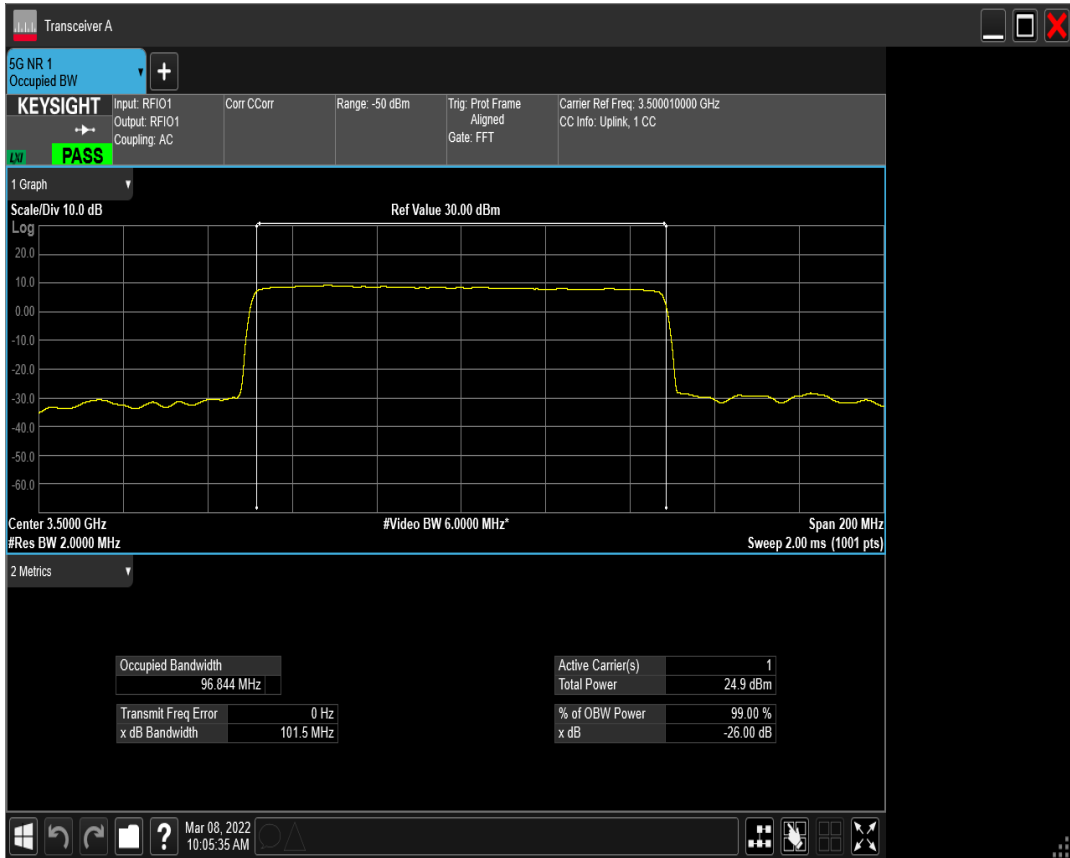 Transceiver A
5G NR 1
Occupied BW
KEYSIGHT
LXI
PASS
Input: RFIO1
Output: RFIO1
Coupling: AC
Corr CCorr
Range: -50 dBm
Trig: Prot Frame
Aligned
Gate: FFT
Carrier Ref Freq: 3.500010000 GHz
CC Info: Uplink, 1 CC
1 Graph
Scale/Div 10.0 dB
Ref Value 30.00 dBm
Log
20.0
10.0
0.00
-10.0
-20.0
-30.0
-40.0
-50.0
-60.0
Center 3.5000 GHz
#Video BW 6.0000 MHz*
Span 200 MHz
#Res BW 2.0000 MHz
Sweep 2.00 ms (1001 pts)
2 Metrics
Occupied Bandwidth
96.844 MHz
Transmit Freq Error 0 Hz
x dB Bandwidth 101.5 MHz
Active Carrier(s) 1
Total Power 24.9 dBm
% of OBW Power 99.00 %
x dB -26.00 dB
Mar 08, 2022
10:05:35 AM